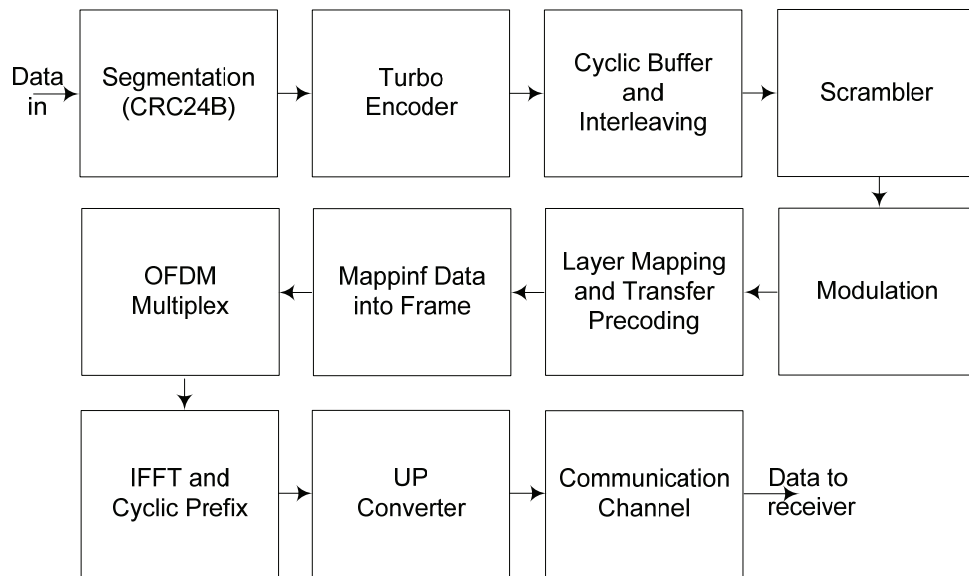 Data
in
Segmentation
(CRC24B)
Turbo
Encoder
Cyclic Buffer
and
Interleaving
Scrambler
Modulation
Layer Mapping
and Transfer
Precoding
Mappinf Data
into Frame
OFDM
Multiplex
IFFT and
Cyclic Prefix
UP
Converter
Communication
Channel
Data to
receiver